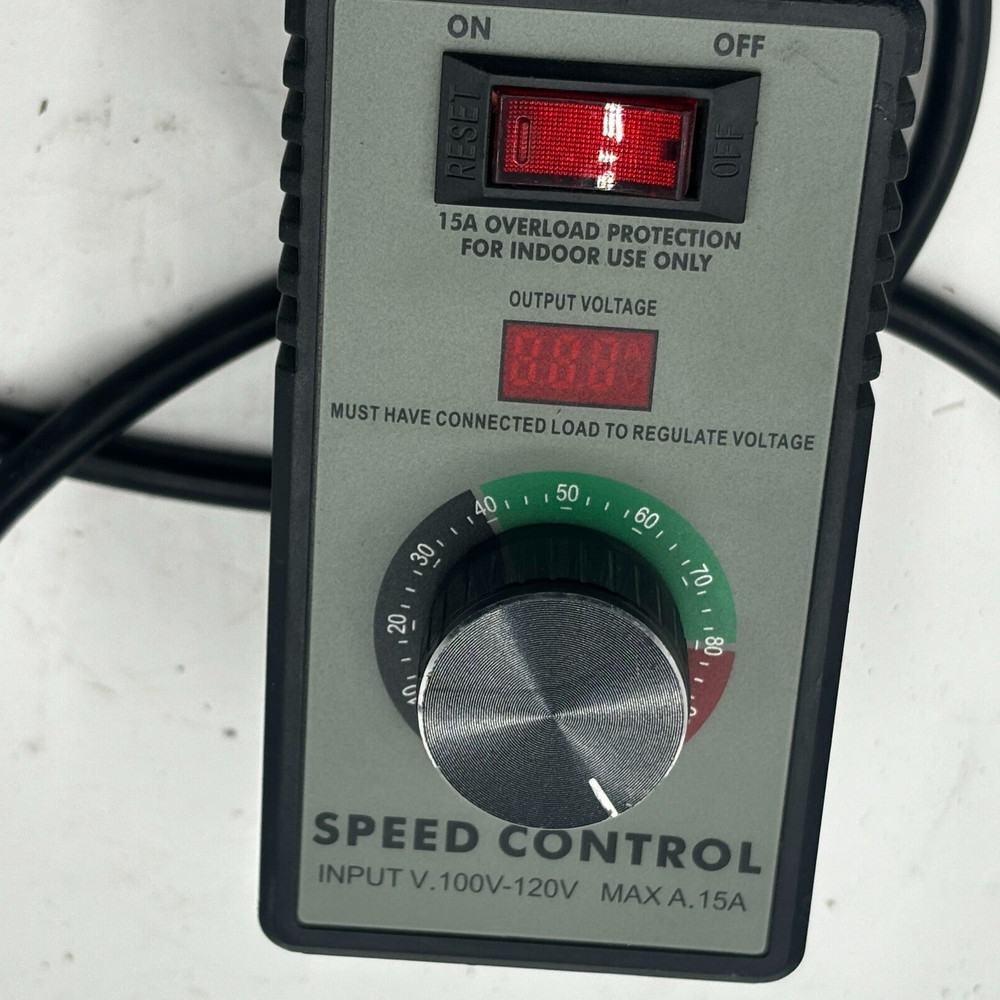 ON
OFF
RESET
OFF
15A OVERLOAD PROTECTION
FOR INDOOR USE ONLY
OUTPUT VOLTAGE
MUST HAVE CONNECTED LOAD TO REGULATE VOLTAGE
20
30
40
50
60
70
80
SPEED CONTROL
INPUT V.100V-120V MAX A.15A